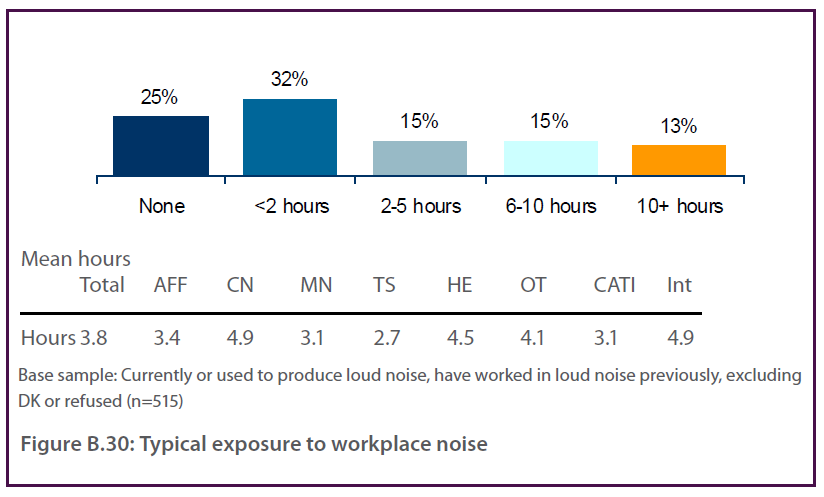 25%
32%
15%
15%
13%
None
<2 hours
2-5 hours
6-10 hours
10+ hours
Mean hours
Total AFF CN MN TS HE OT CATI Int
Hours 3.8 3.4 4.9 3.1 2.7 4.5 4.1 3.1 4.9
Base sample: Currently or used to produce loud noise, have worked in loud noise previously, excluding
DK or refused (n=515)
Figure B.30: Typical exposure to workplace noise